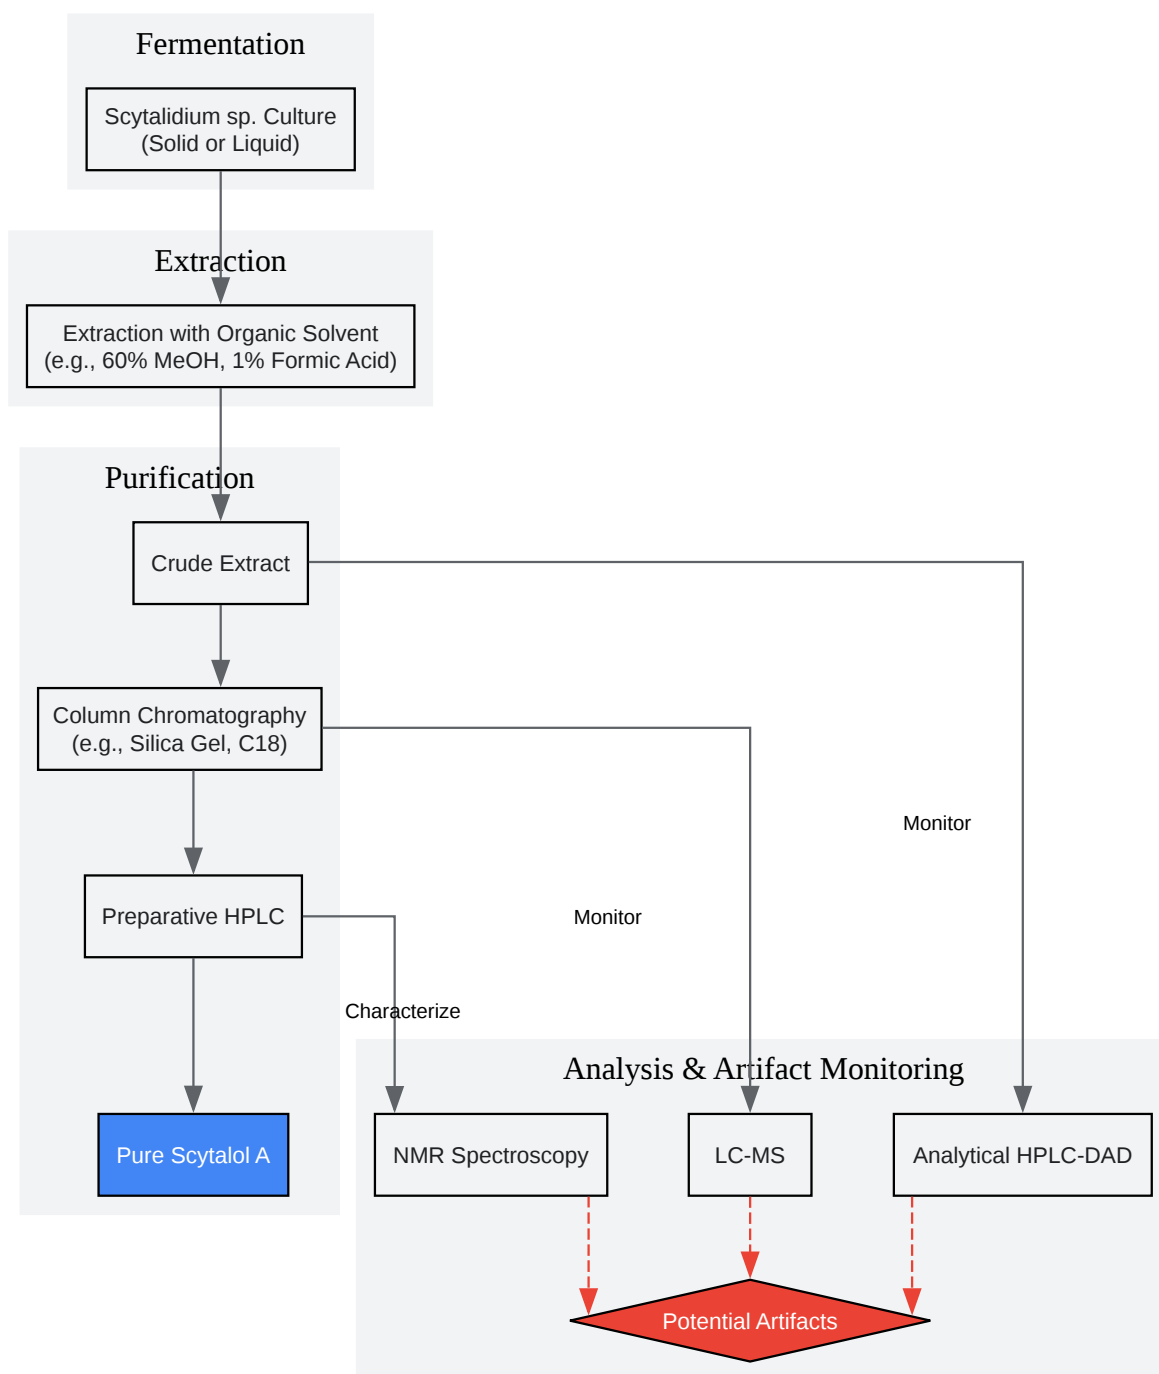 Fermentation
Scytalidium sp. Culture
(Solid or Liquid)
Extraction
Extraction with Organic Solvent
(e.g., 60% MeOH, 1% Formic Acid)
Purification
Crude Extract
Column Chromatography
(e.g., Silica Gel, C18)
Monitor
Preparative HPLC
Monitor
Characterize
Analysis & Artifact Monitoring
Pure Scytalol A
NMR Spectroscopy
LC-MS
Analytical HPLC-DAD
Potential Artifacts